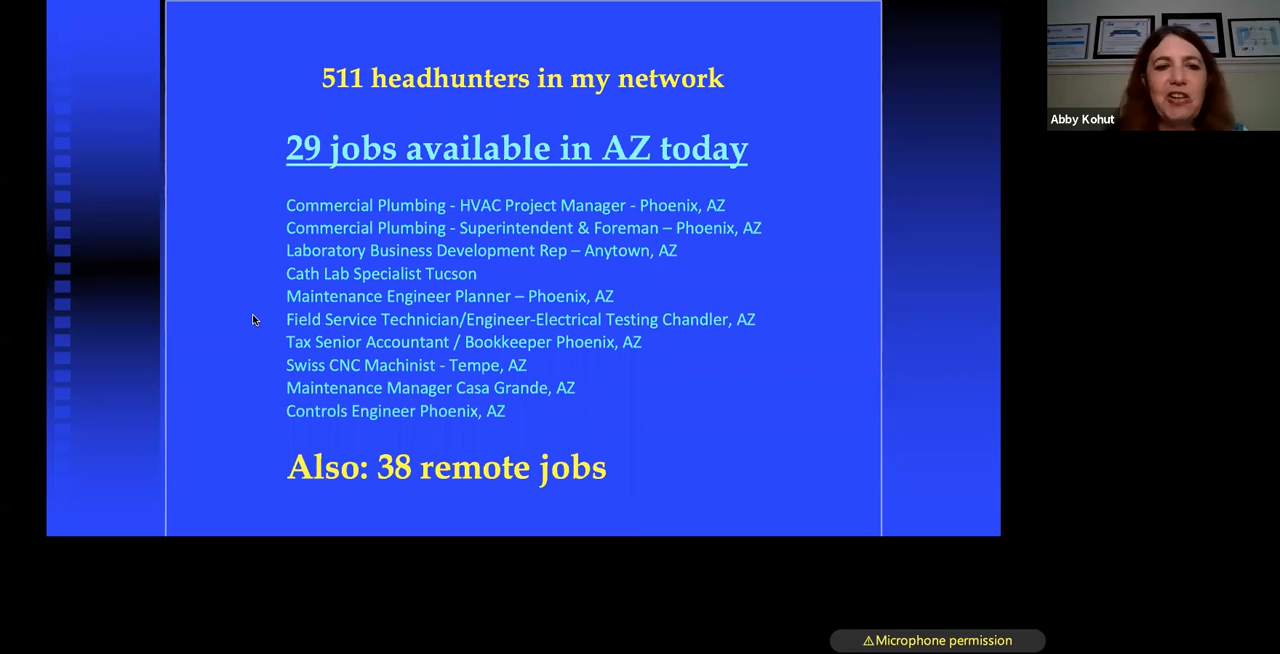 511 headhunters in my network
29 jobs available in AZ today
Commercial Plumbing - HVAC Project Manager - Phoenix, AZ
Commercial Plumbing - Superintendent & Foreman – Phoenix, AZ
Laboratory Business Development Rep – Anytown, AZ
Cath Lab Specialist Tucson
Maintenance Engineer Planner – Phoenix, AZ
Field Service Technician/Engineer-Electrical Testing Chandler, AZ
Tax Senior Accountant / Bookkeeper Phoenix, AZ
Swiss CNC Machinist - Tempe, AZ
Maintenance Manager Casa Grande, AZ
Controls Engineer Phoenix, AZ
Also: 38 remote jobs
Abby Kohut
⚠Microphone permission